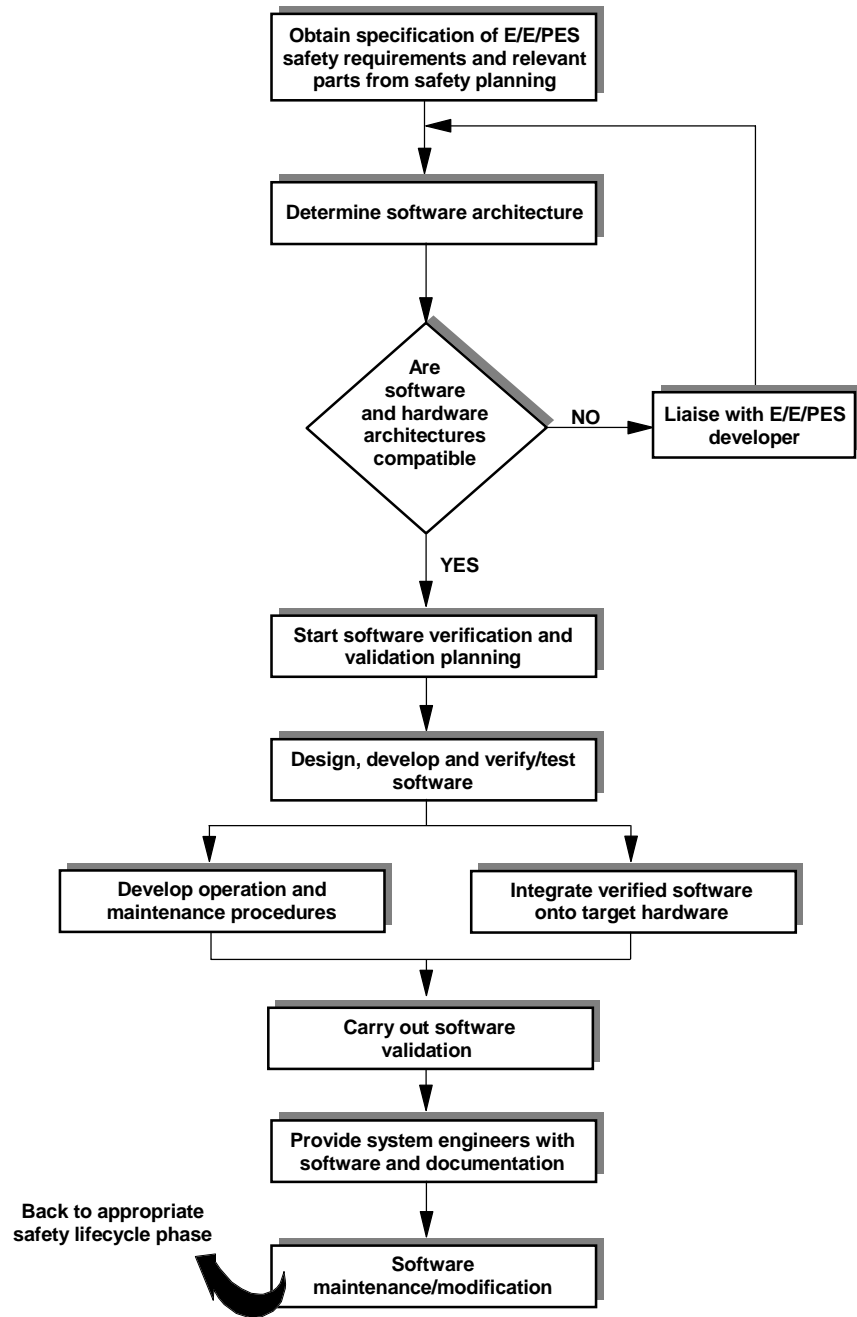 Obtain specification of E/E/PES
safety requirements and relevant
parts from safety planning
Determine software architecture
Are
software
and hardware
architectures
compatible
NO
Liaise with E/E/PES
developer
YES
Start software verification and
validation planning
Design, develop and verify/test
software
Develop operation and
maintenance procedures
Integrate verified software
onto target hardware
Carry out software
validation
Provide system engineers with
software and documentation
Back to appropriate
safety lifecycle phase
Software
maintenance/modification